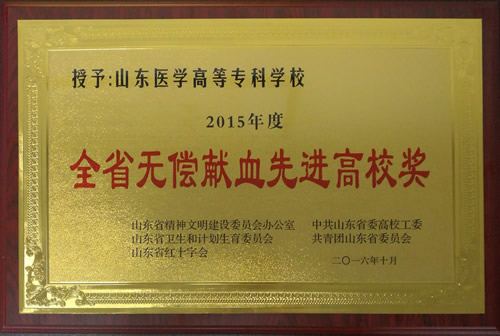 授予:山东医学高等专科学校
2015年度
全省无偿献血先进高校奖
山东省精神文明建设委员会办公室 中共山东省委高校工委
山东省卫生和计划生育委员会 共青团山东省委员会
山东省红十字会
二〇一六年十月